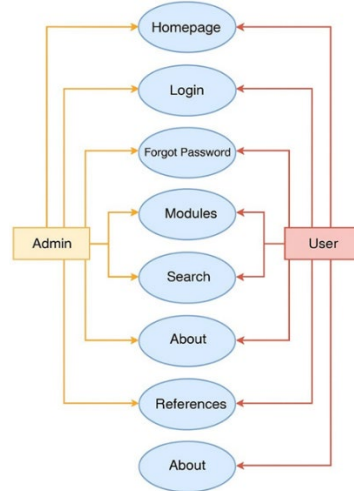 Homepage
Login
Forgot Password
Modules
Admin
User
Search
About
References
About